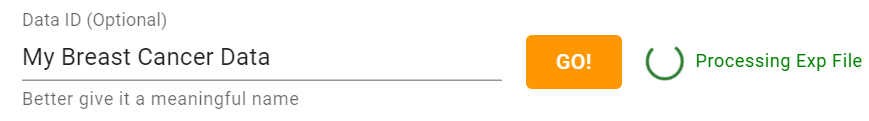 Data ID (Optional)
My Breast Cancer Data
GO!
Processing Exp File
Better give it a meaningful name